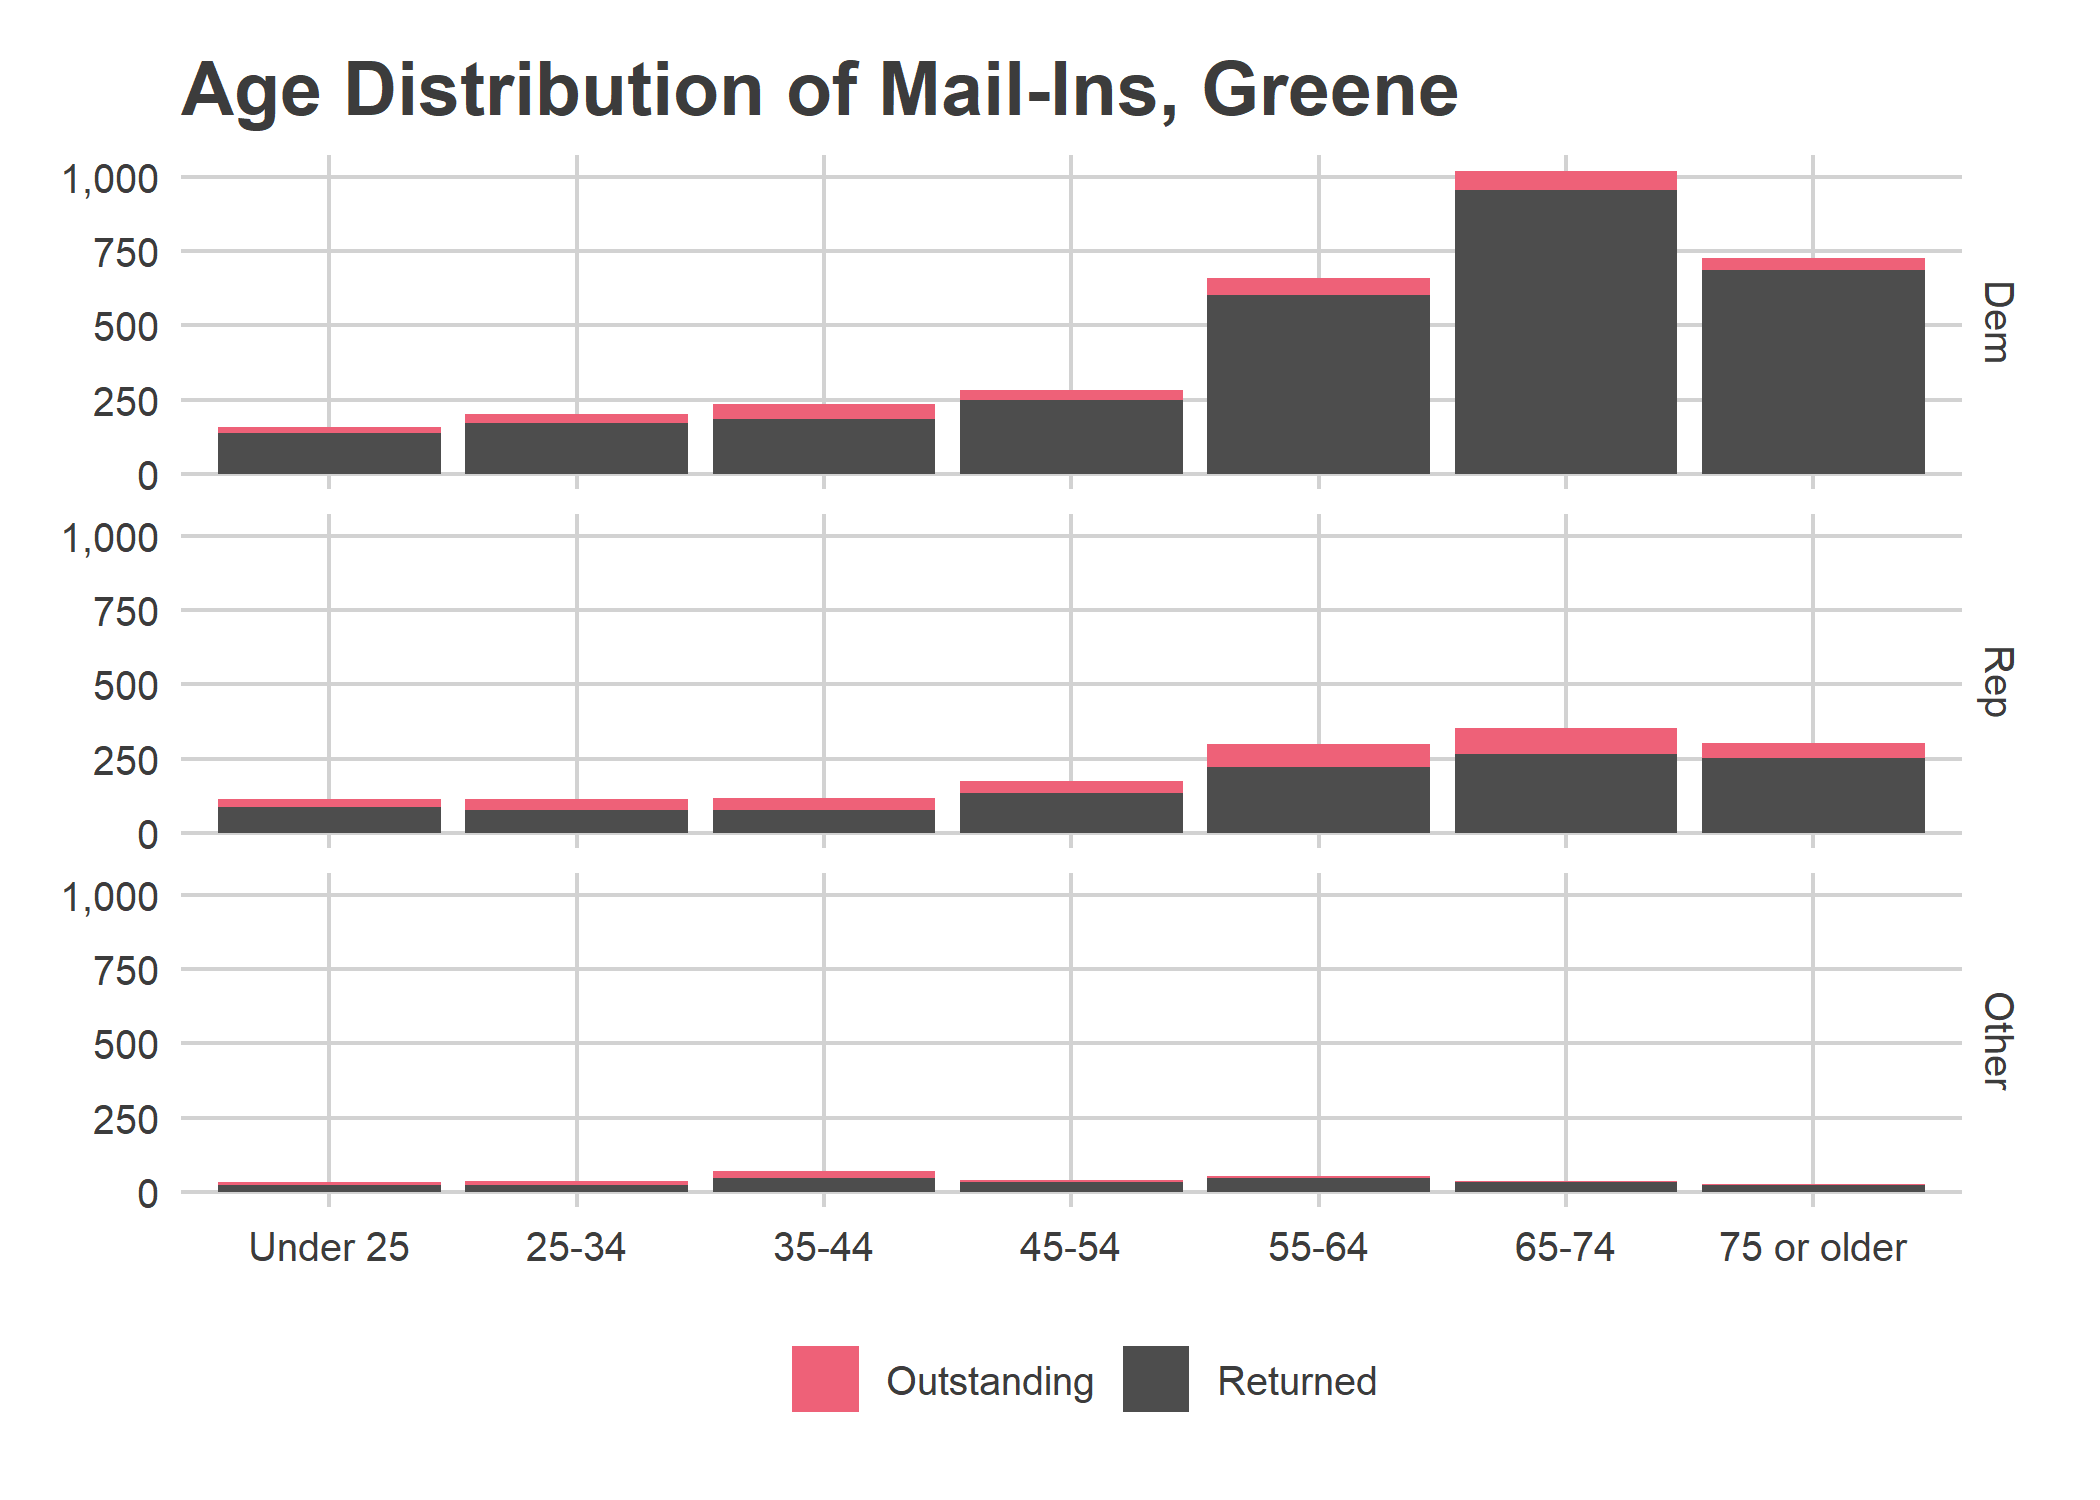 Age Distribution of Mail-Ins, Greene
1,000
750
500
250
0
Dem
1,000
750
500
250
0
Rep
1,000
750
500
250
0
Other
Under 25 25-34 35-44 45-54 55-64 65-74 75 or older
Outstanding Returned